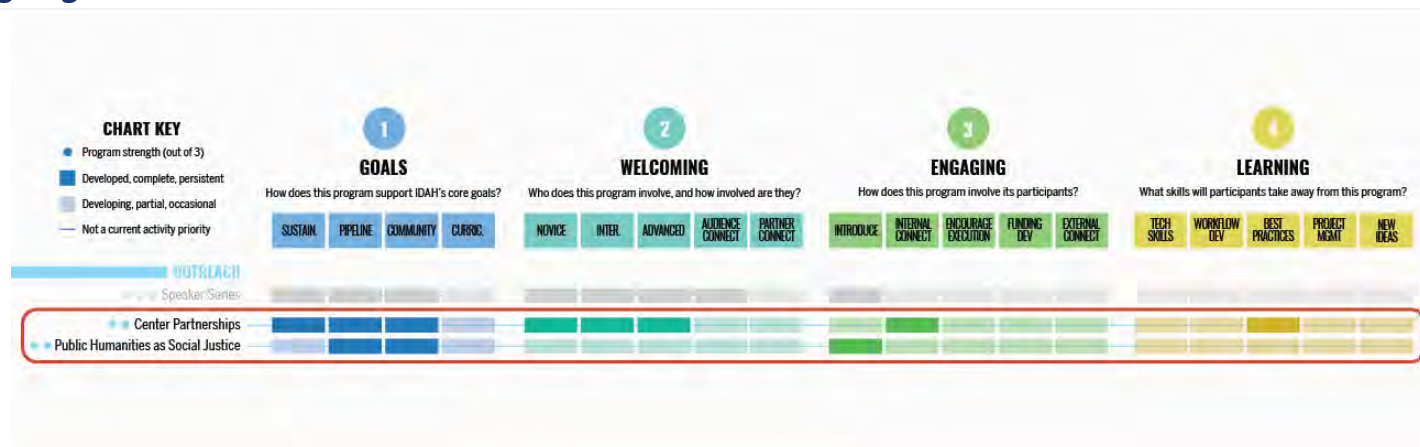 CHART KEY
Program strength (out of 3)
Developed, complete, persistent
Developing, partial, occasional
Not a current activity priority
1
GOALS
How does this program support IDAH's core goals?
SUSTAIN. PIPELINE COMMUNITY CURRIC.
2
WELCOMING
Who does this program involve, and how involved are they?
NOVICE INTER. ADVANCED AUDIENCE CONNECT PARTNER CONNECT
3
ENGAGING
How does this program involve its participants?
INTRODUCE INTERNAL CONNECT ENCOURAGE EXECUTION FUNDING DEV EXTERNAL CONNECT
4
LEARNING
What skills will participants take away from this program?
TECH SKILLS WORKFLOW DEV BEST PRACTICES PROJECT MGMT NEW IDEAS
OUTREACH
Speaker Series
Center Partnerships
Public Humanities as Social Justice